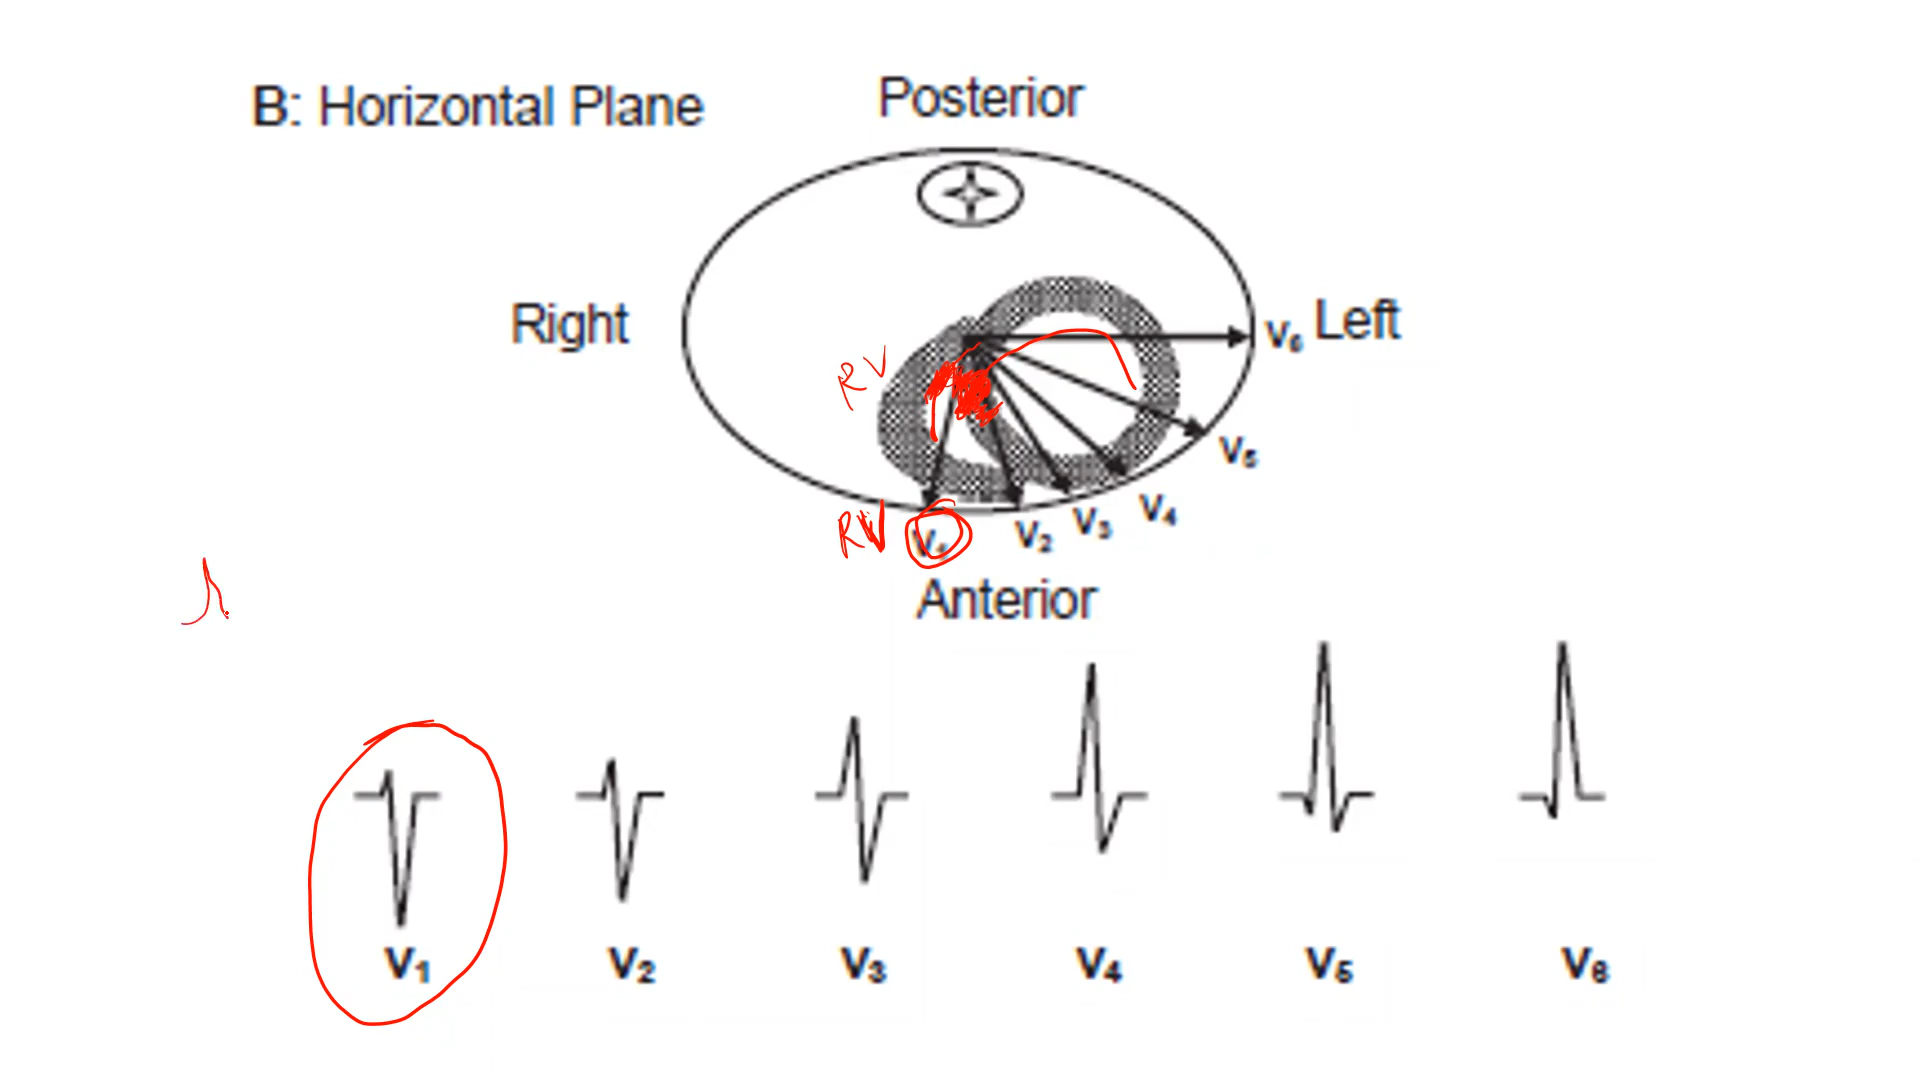 B: Horizontal Plane
Posterior
Right
V₆ Left
RV
V₅
V₄
V₃
V₂
RV V₁
Anterior
V₁ V₂ V₃ V₄ V₅ V₆